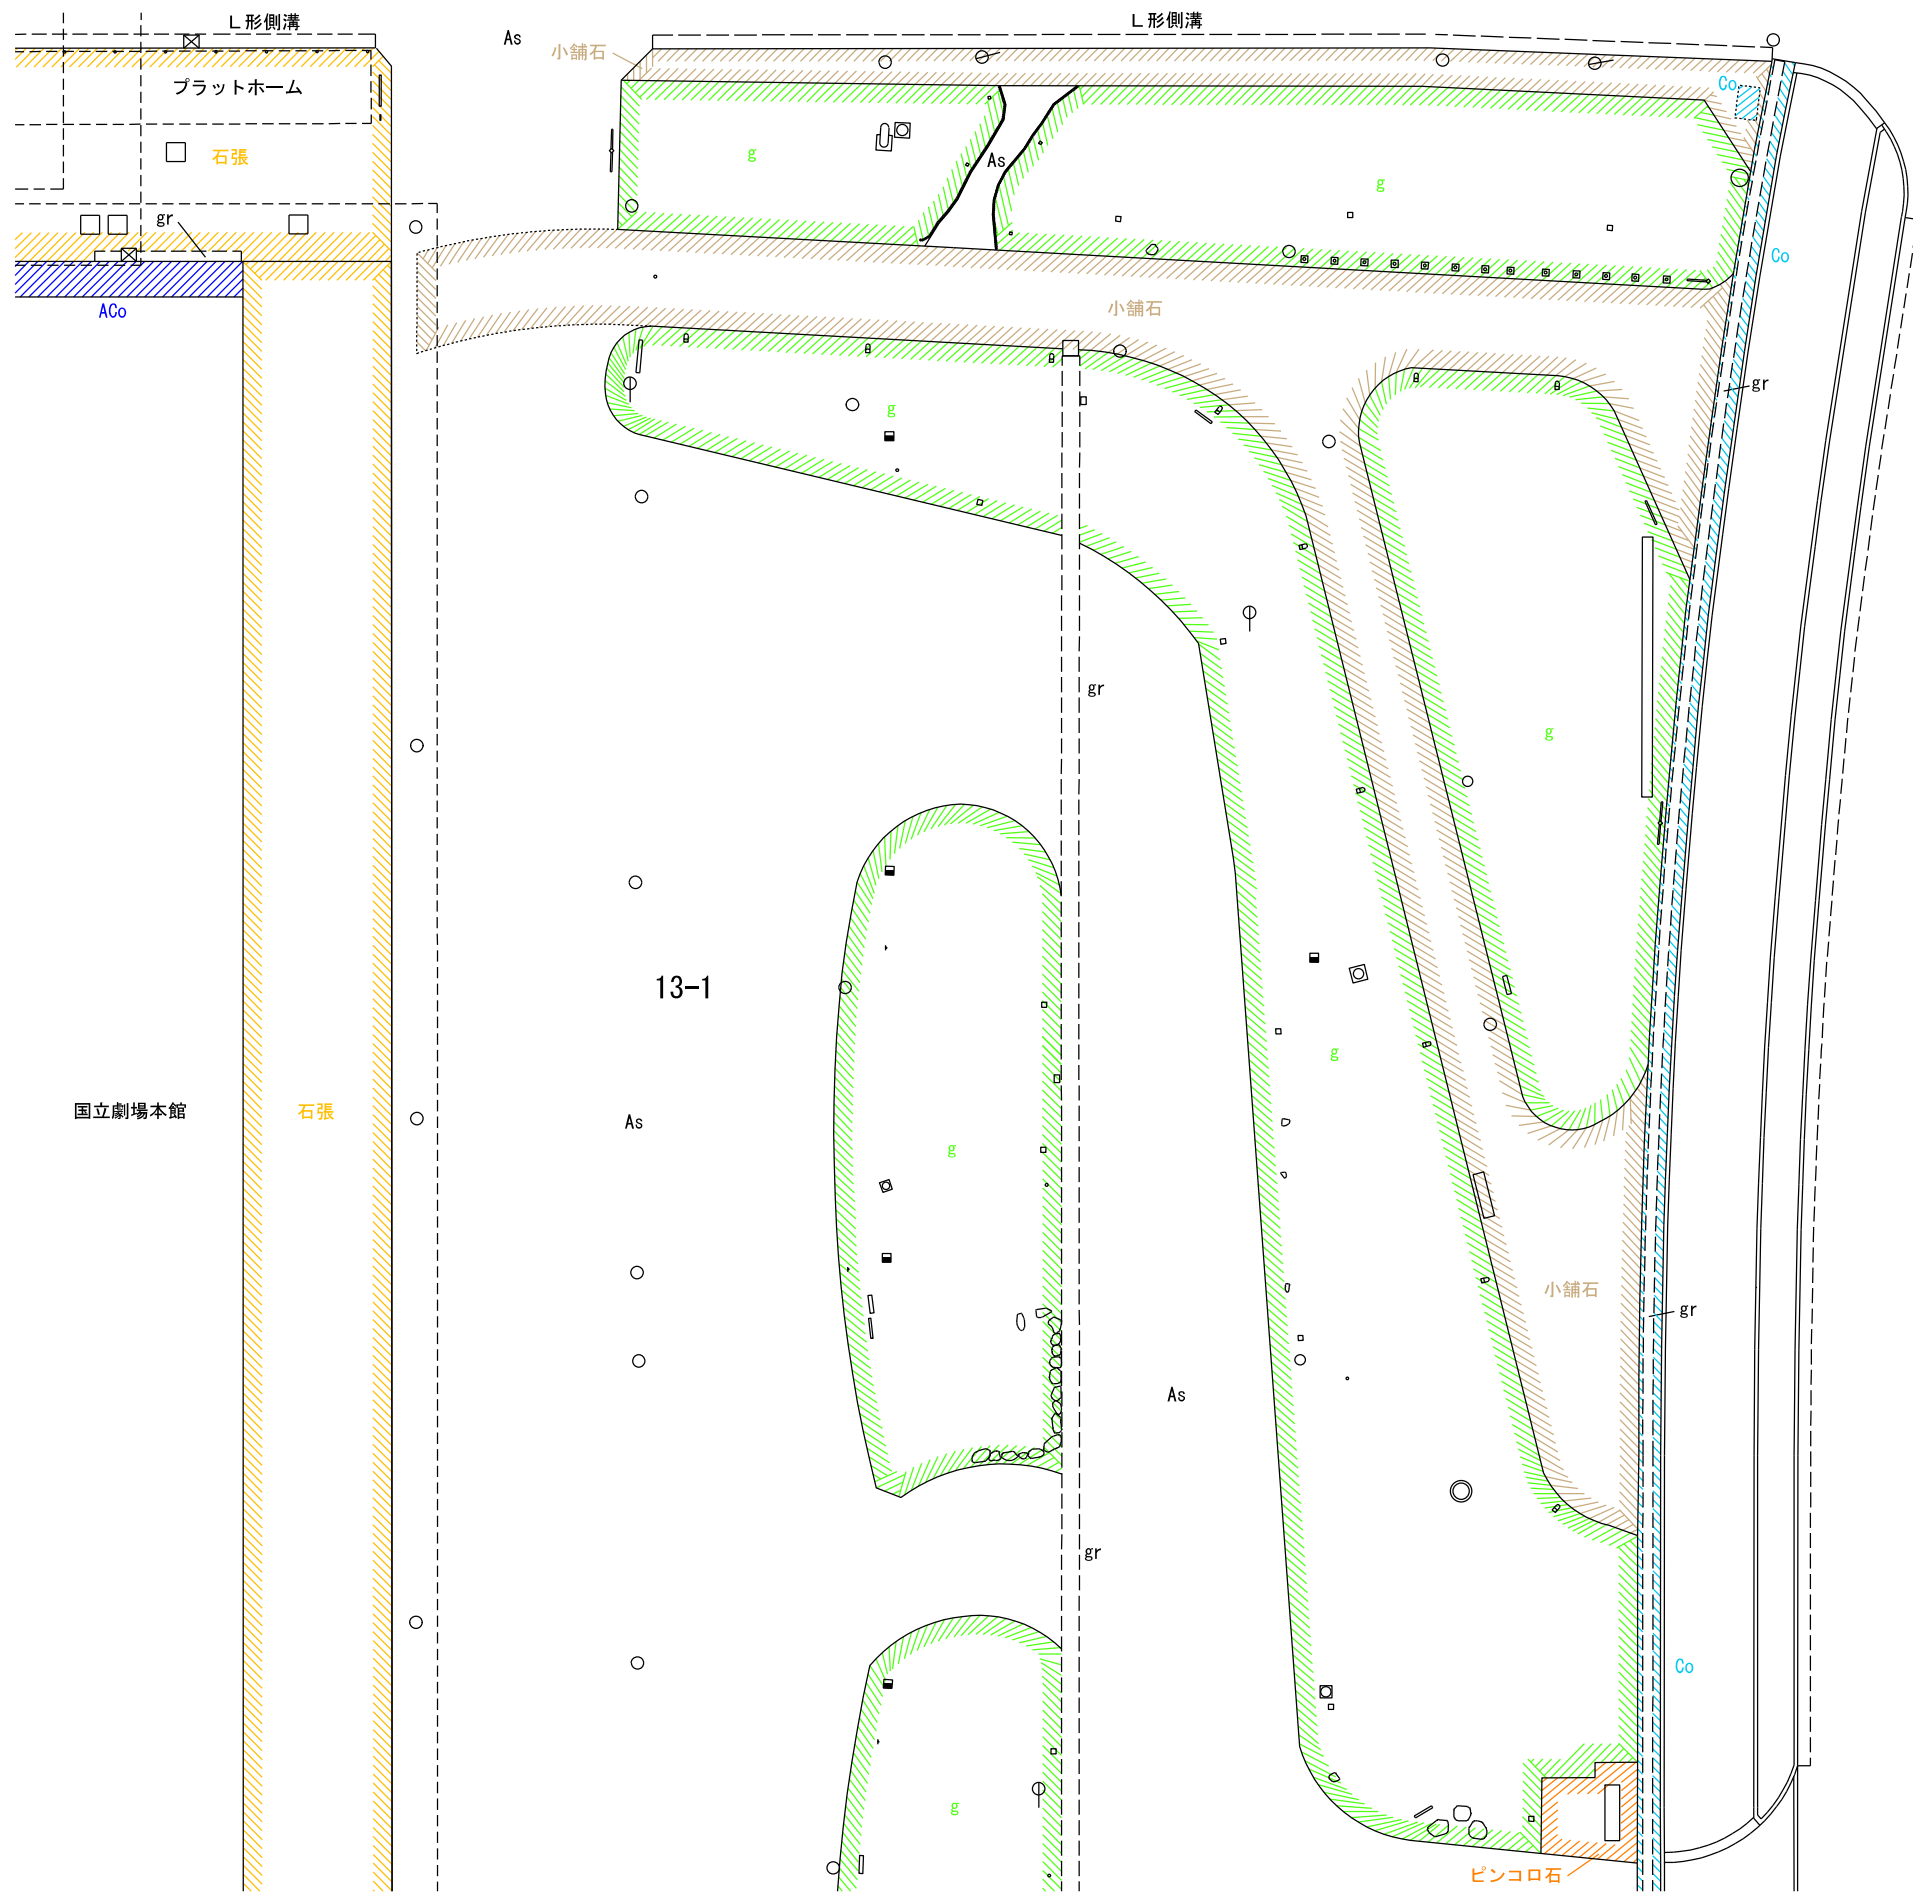 L形側溝
L形側溝
As
小舗石
プラットホーム
Co
石張
g
As
g
gr
Co
ACo
小舗石
gr
g
gr
g
13-1
g
国立劇場本館
石張
As
g
小舗石
gr
As
gr
Co
g
ピンコロ石